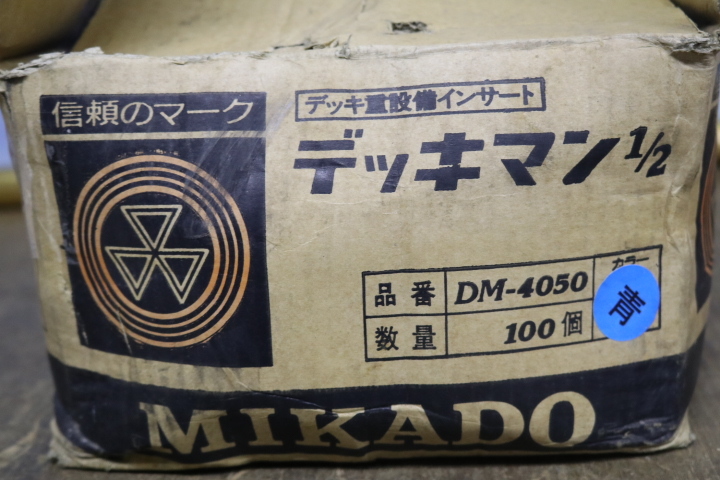 信頼のマーク
デッキ重設備インサート
デッキマン 1/2
品番 DM-4050 カラー
数量 100個 青
MIKADO